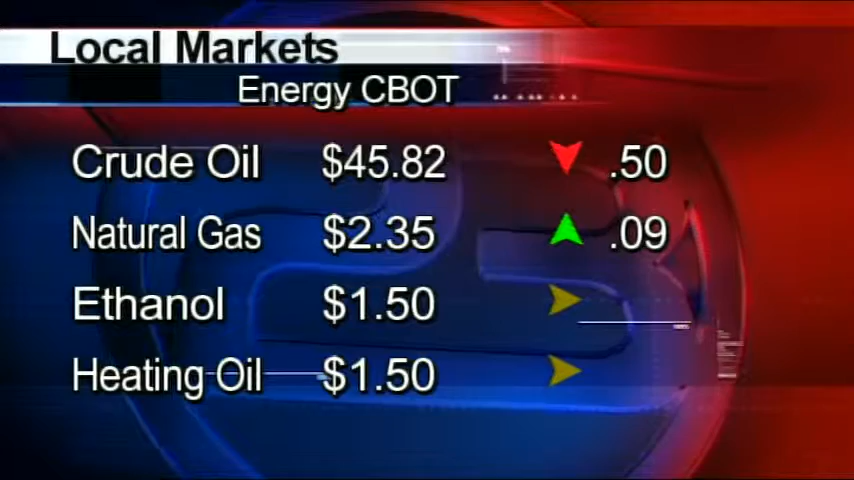 Local Markets
Energy CBOT
Crude Oil $45.82 .50
Natural Gas $2.35 .09
Ethanol $1.50
Heating Oil $1.50